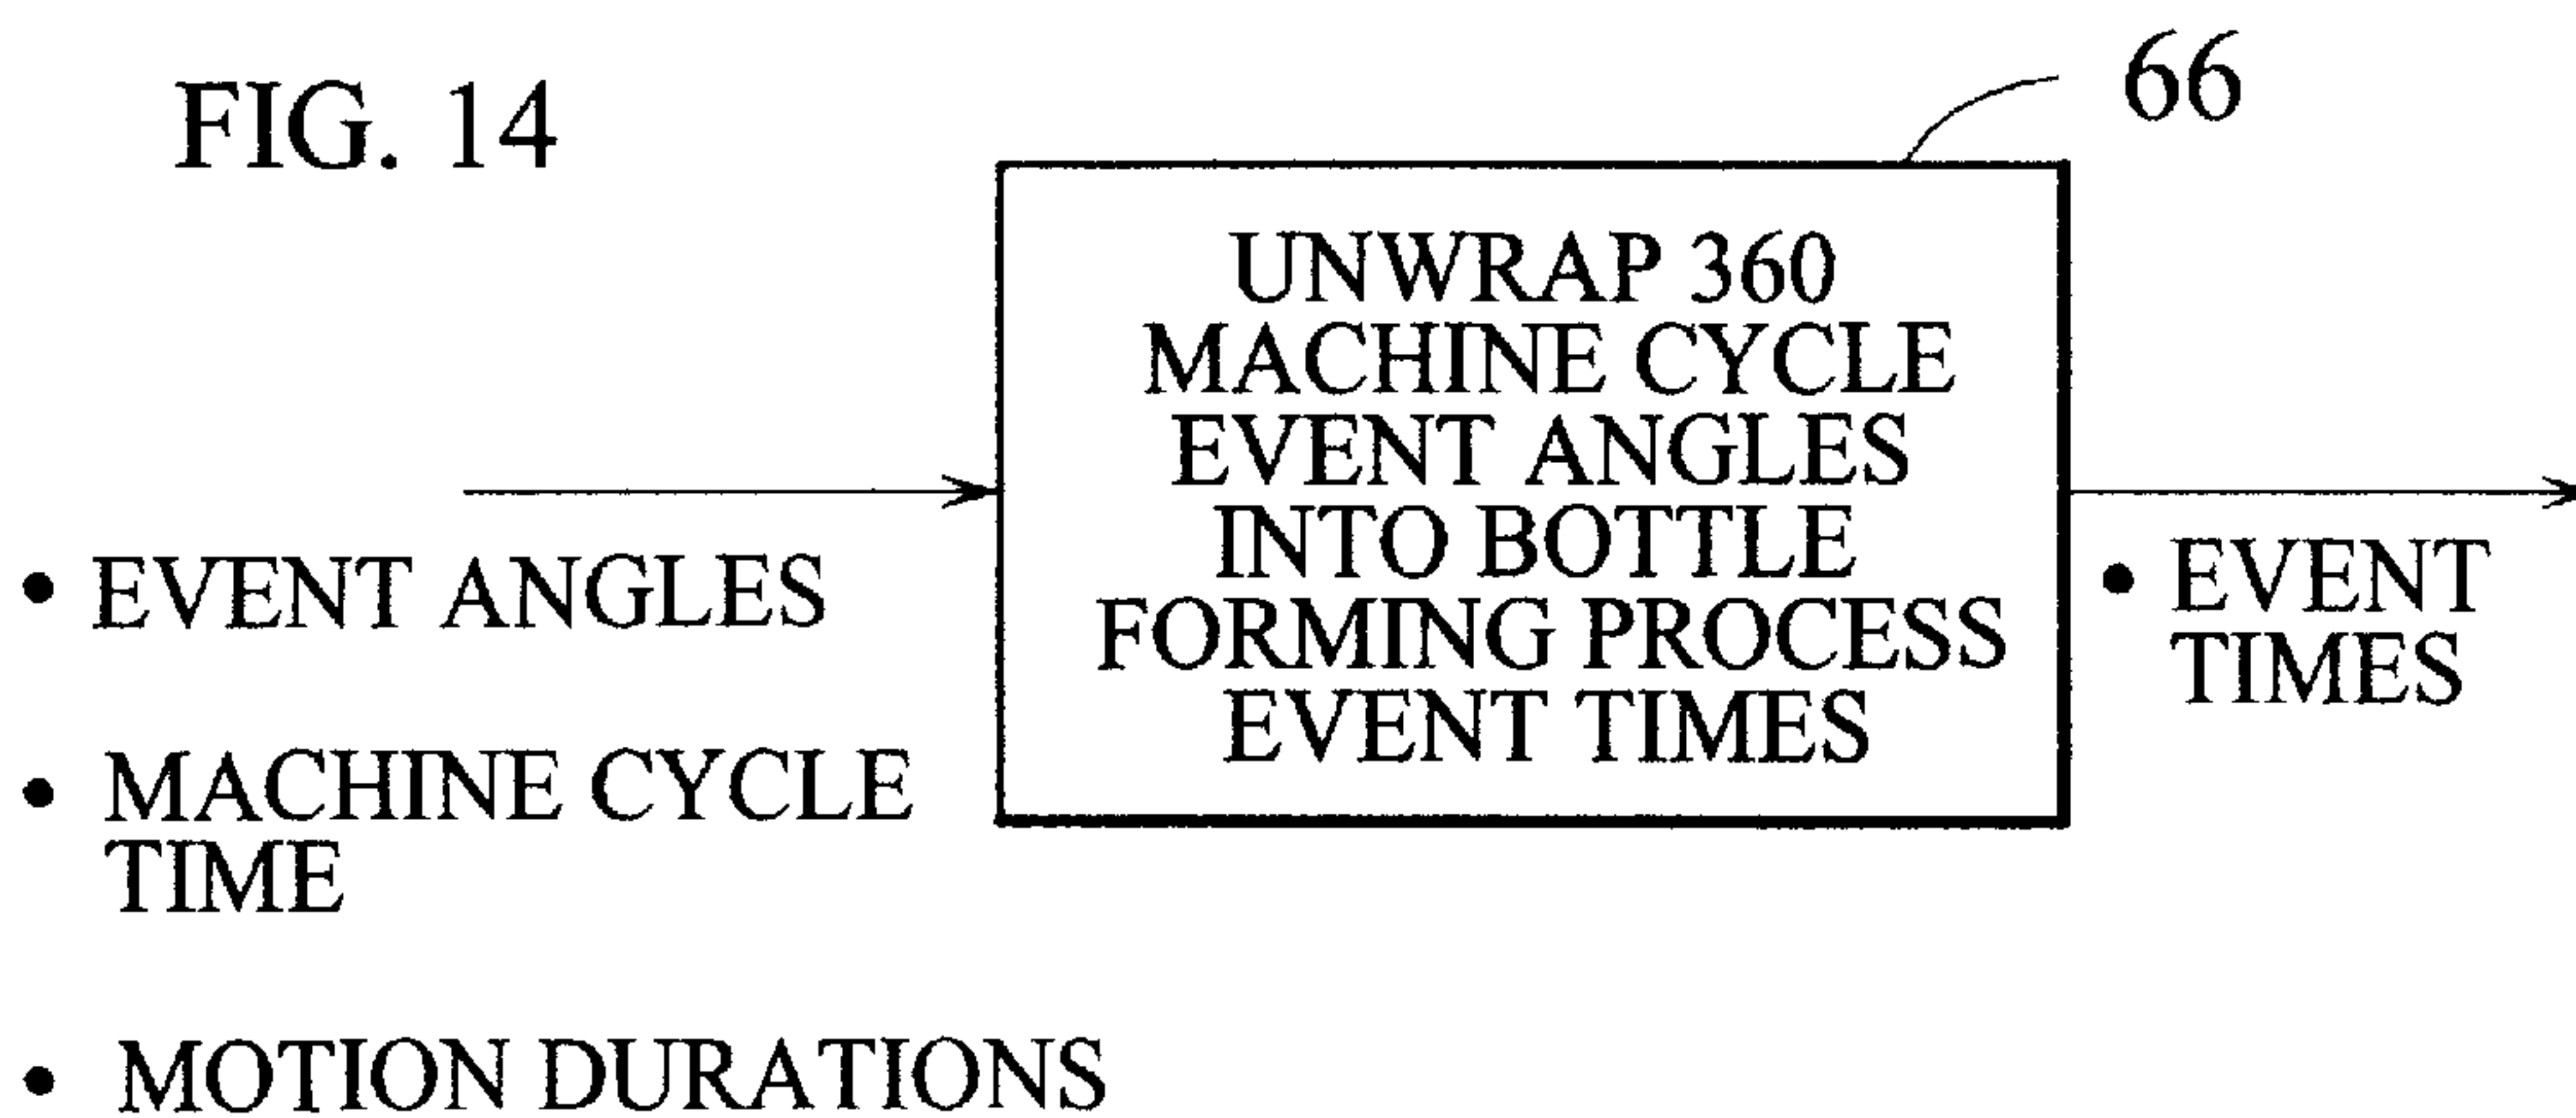 FIG. 14
66
UNWRAP 360
MACHINE CYCLE
EVENT ANGLES
INTO BOTTLE
FORMING PROCESS
EVENT TIMES
• EVENT ANGLES
• MACHINE CYCLE
TIME
• MOTION DURATIONS
• EVENT
TIMES